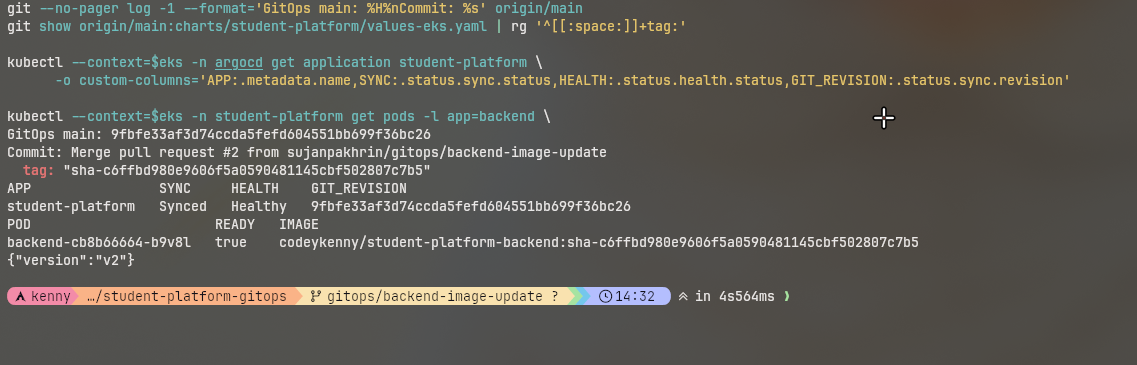 git --no-pager log -1 --format='GitOps main: %H%nCommit: %s' origin/main
git show origin/main:charts/student-platform/values-eks.yaml | rg '^[[:space:]]+tag:'
kubectl --context=$eks -n argocd get application student-platform \
      -o custom-columns='APP:.metadata.name,SYNC:.status.sync.status,HEALTH:.status.health.status,GIT_REVISION:.status.sync.revision'
kubectl --context=$eks -n student-platform get pods -l app=backend \
GitOps main: 9fbfe33af3d74ccda5fefd604551bb699f36bc26
Commit: Merge pull request #2 from sujanpakhrin/gitops/backend-image-update
  tag: "sha-c6ffbd980e9606f5a0590481145cbf502807c7b5"
APP                SYNC     HEALTH    GIT_REVISION
student-platform   Synced   Healthy   9fbfe33af3d74ccda5fefd604551bb699f36bc26
POD                       READY   IMAGE
backend-cb8b66664-b9v8l   true    codeykenny/student-platform-backend:sha-c6ffbd980e9606f5a0590481145cbf502807c7b5
{"version":"v2"}
kenny …/student-platform-gitops gitops/backend-image-update ? 14:32 in 4s564ms ❯